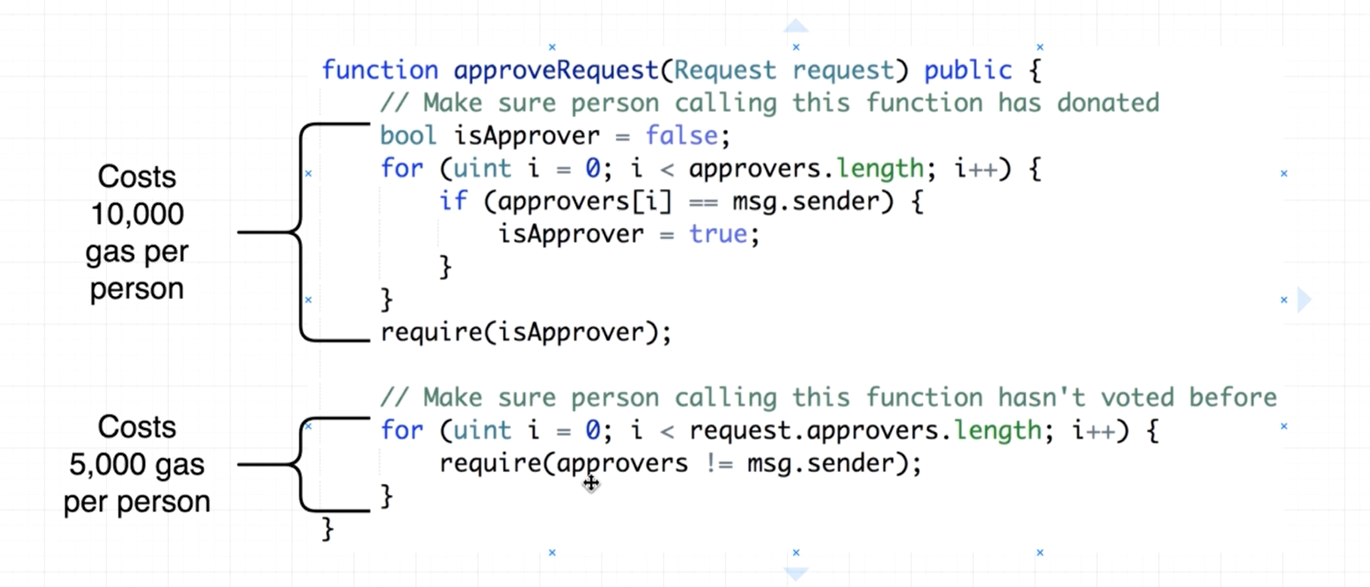 function approveRequest(Request request) public {
// Make sure person calling this function has donated
bool isApprover = false;
for (uint i = 0; i < approvers.length; i++) {
if (approvers[i] == msg.sender) {
isApprover = true;
}
}
require(isApprover);
// Make sure person calling this function hasn't voted before
for (uint i = 0; i < request.approvers.length; i++) {
require(approvers != msg.sender);
}
}
Costs
10,000
gas per
person
Costs
5,000 gas
per person